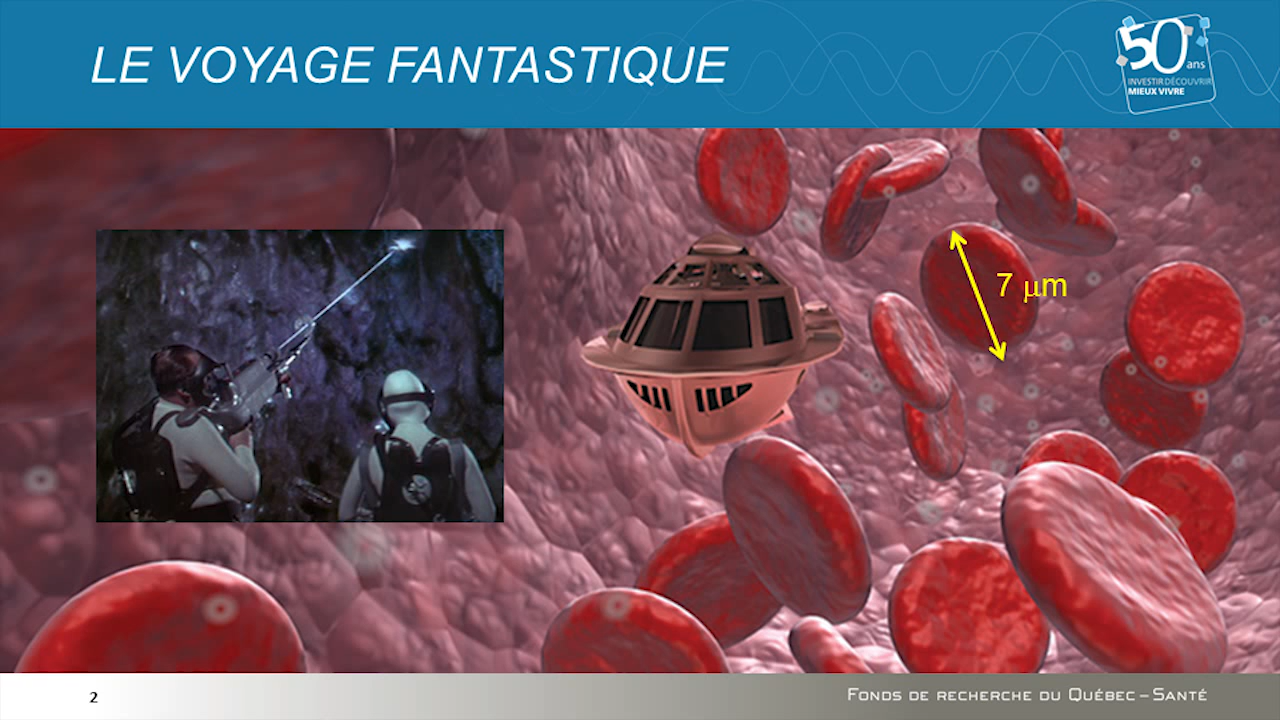 LE VOYAGE FANTASTIQUE
50 ans
INVESTIR DÉCOUVRIR
MIEUX VIVRE
7 µm
2
FONDS DE RECHERCHE DU QUÉBEC – SANTÉ